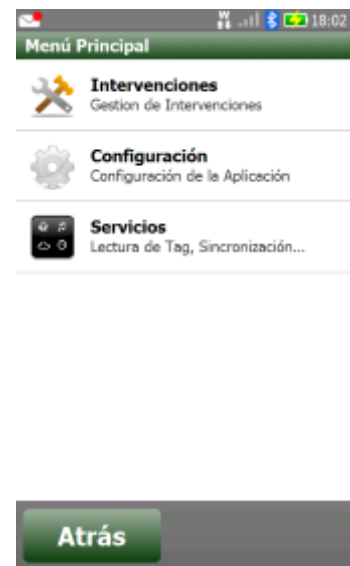 18:02
Menú Principal
Intervenciones
Gestion de Intervenciones
Configuración
Configuración de la Aplicación
Servicios
Lectura de Tag, Sincronización...
Atrás